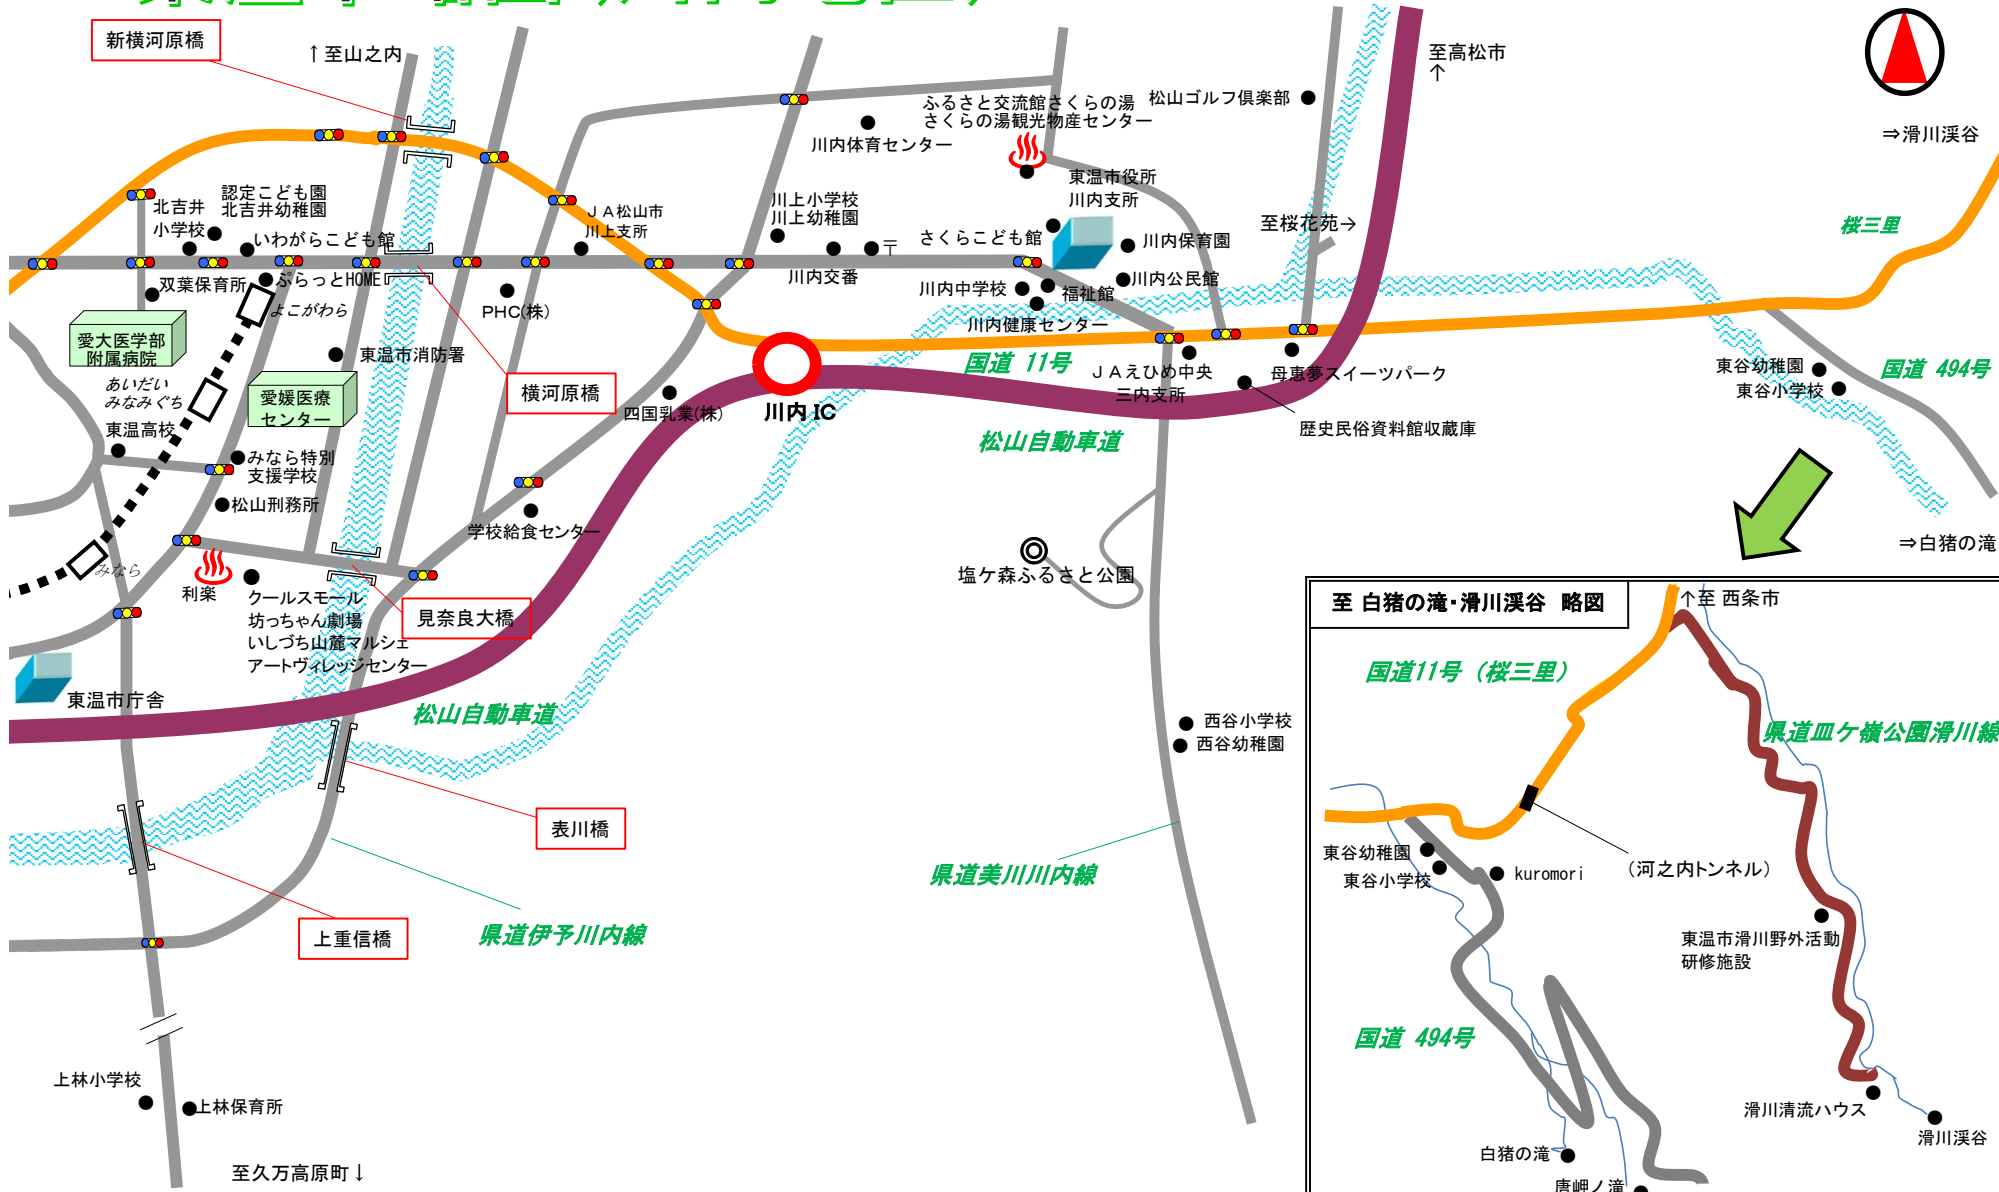 新横河原橋
↑至山之内
至高松市
↑
ふるさと交流館さくらの湯
さくらの湯観光物産センター
松山ゴルフ倶楽部
⇒滑川渓谷
川内体育センター
北吉井
小学校
認定こども園
北吉井幼稚園
いわがらこども館
ＪＡ松山市
川上支所
川上小学校
川上幼稚園
〒
東温市役所
川内支所
至桜花苑→
桜三里
さくらこども館
川内保育園
双葉保育所
ぷらっとHOME
よこがわら
PHC(株)
川内交番
川内中学校
福祉館
川内公民館
川内健康センター
愛大医学部
附属病院
東温市消防署
国道 11号
ＪＡえひめ中央
三内支所
母恵夢スイーツパーク
東谷幼稚園
東谷小学校
国道 494号
あいだい
みなみぐち
愛媛医療
センター
横河原橋
四国乳業(株)
川内 IC
東温高校
松山自動車道
歴史民俗資料館収蔵庫
みなら特別
支援学校
松山刑務所
学校給食センター
⇒白猪の滝
みなら
利楽
塩ケ森ふるさと公園
クールスモール
坊っちゃん劇場
いしづち山麓マルシェ
アートヴィレッジセンター
見奈良大橋
東温市庁舎
松山自動車道
西谷小学校
西谷幼稚園
表川橋
県道美川川内線
上重信橋
県道伊予川内線
上林小学校
上林保育所
至久万高原町↓
至 白猪の滝・滑川渓谷　略図
↑至 西条市
国道11号（桜三里）
県道皿ケ嶺公園滑川線
東谷幼稚園
東谷小学校
kuromori
（河之内トンネル）
東温市滑川野外活動
研修施設
国道 494号
滑川清流ハウス
滑川渓谷
白猪の滝
唐岬ノ滝